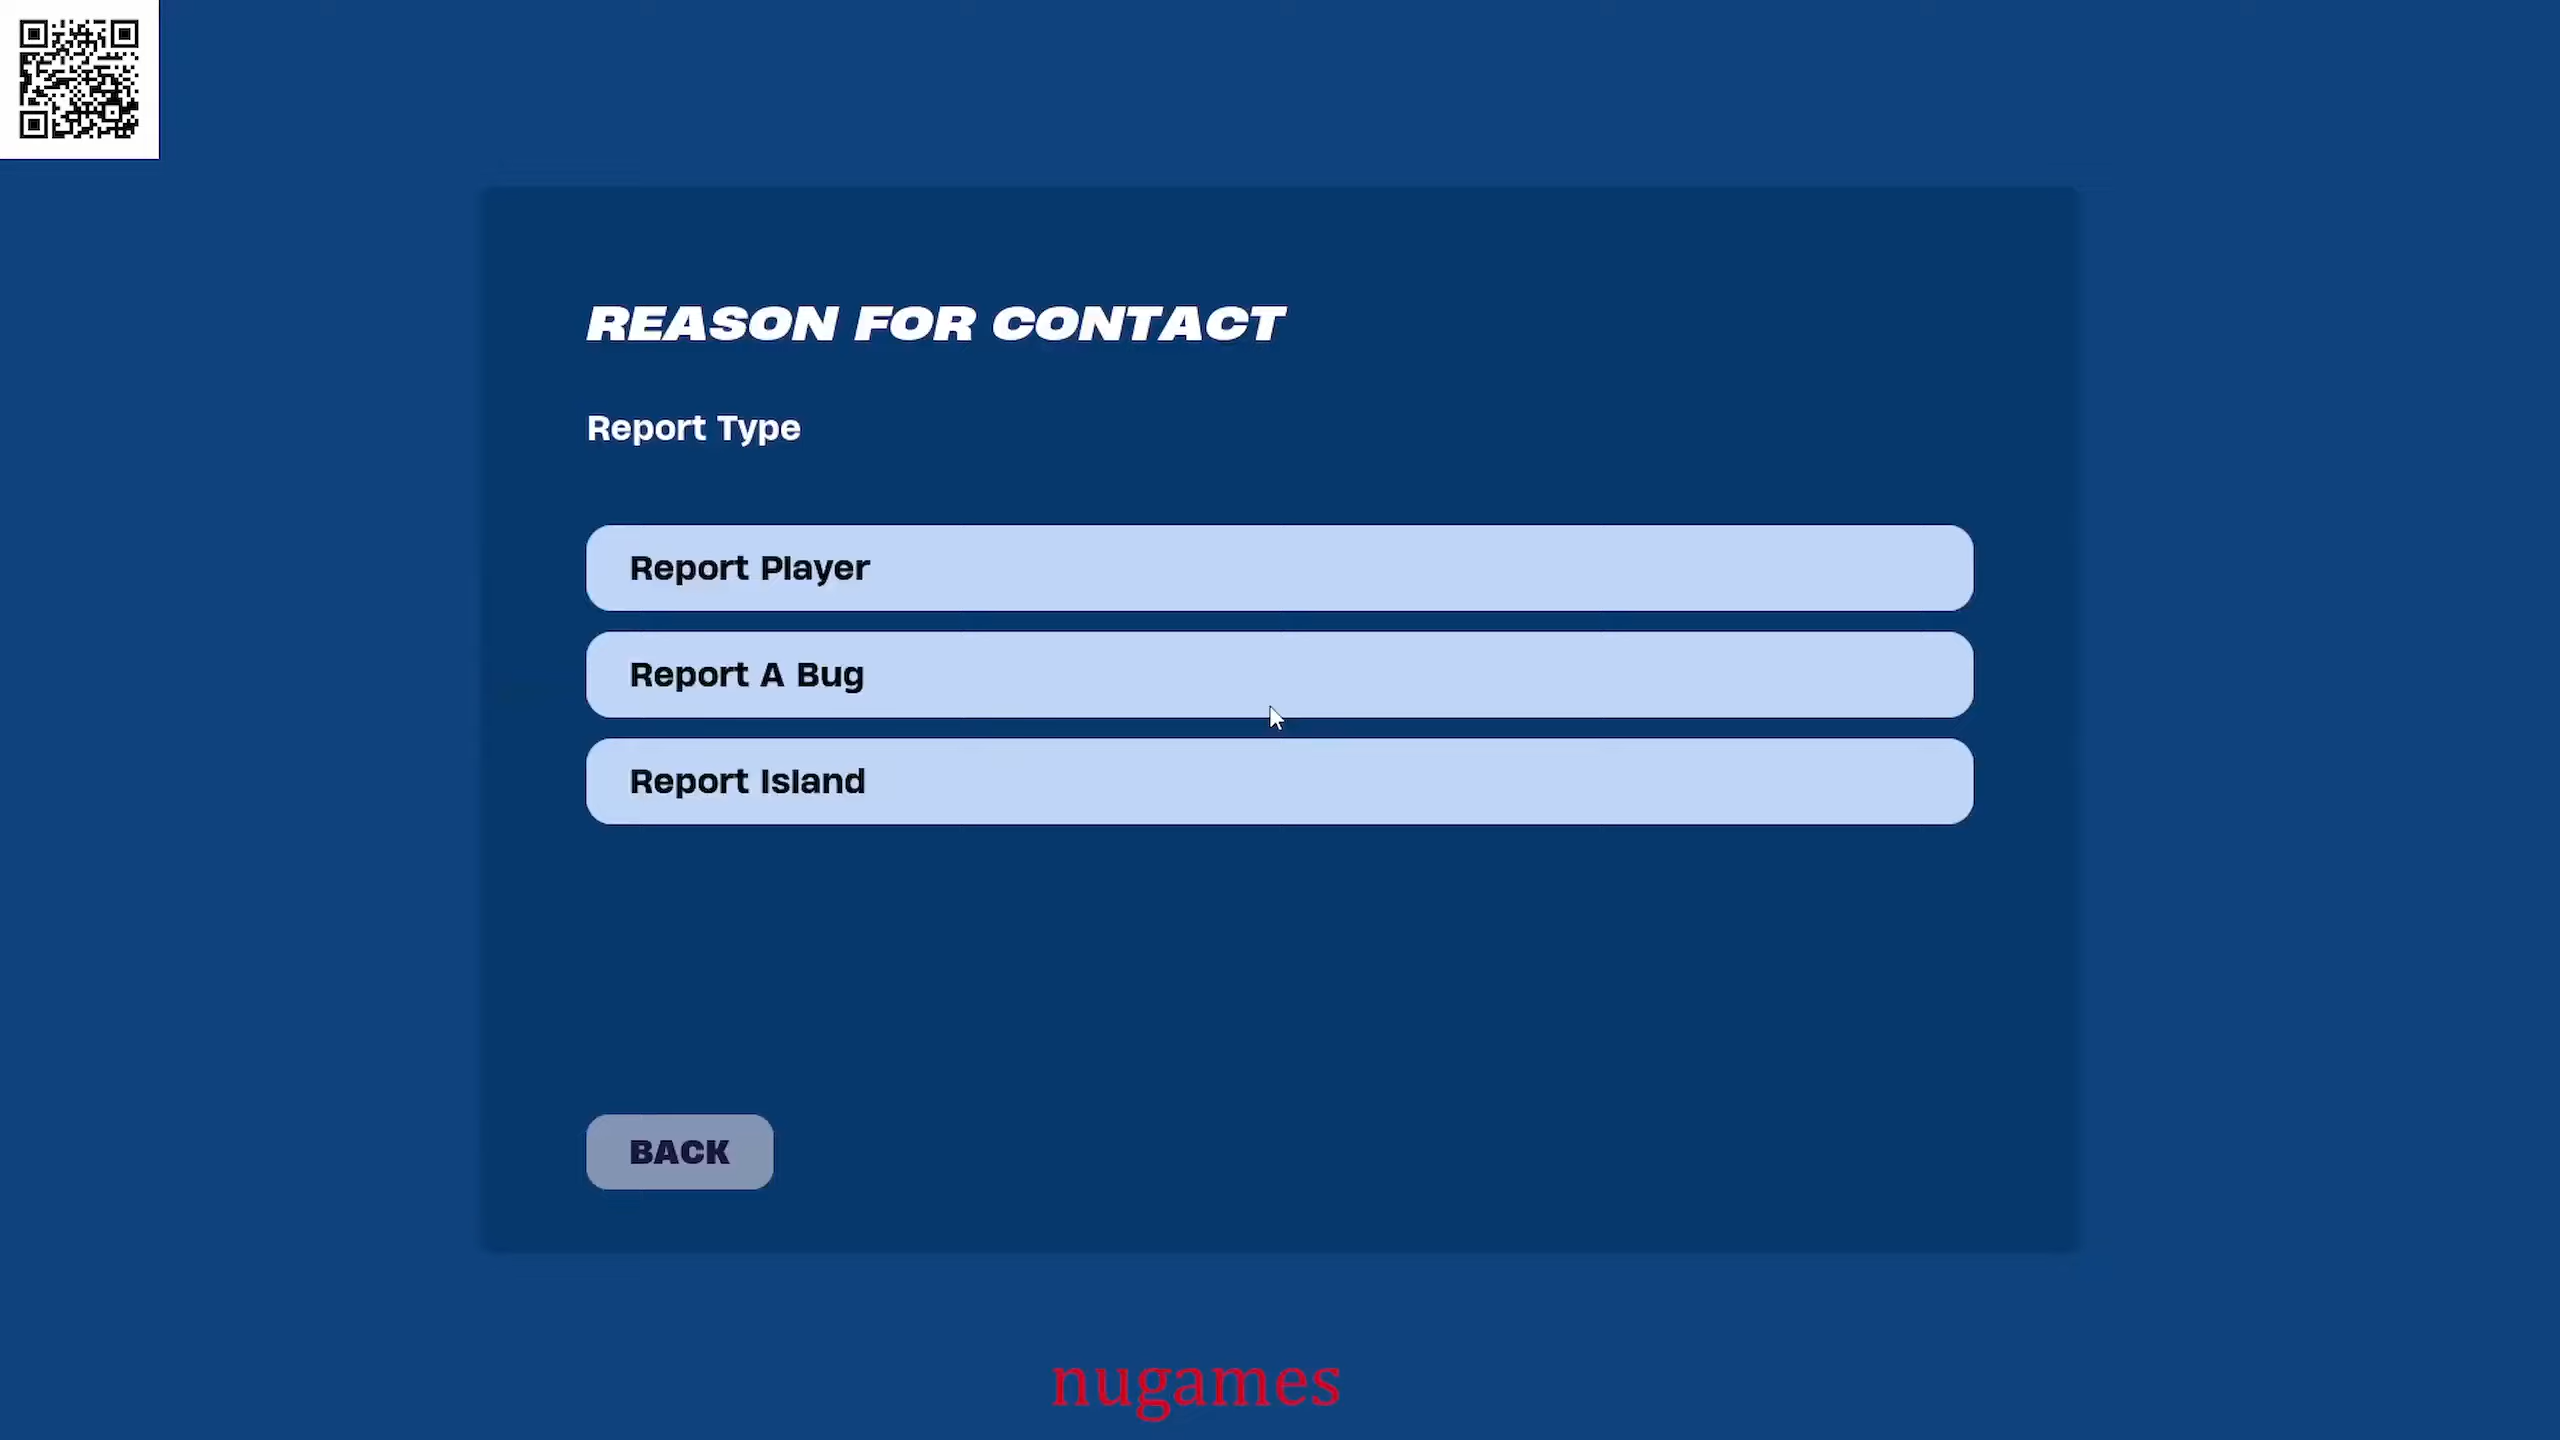 REASON FOR CONTACT
Report Type
Report Player
Report A Bug
Report Island
BACK
nugames